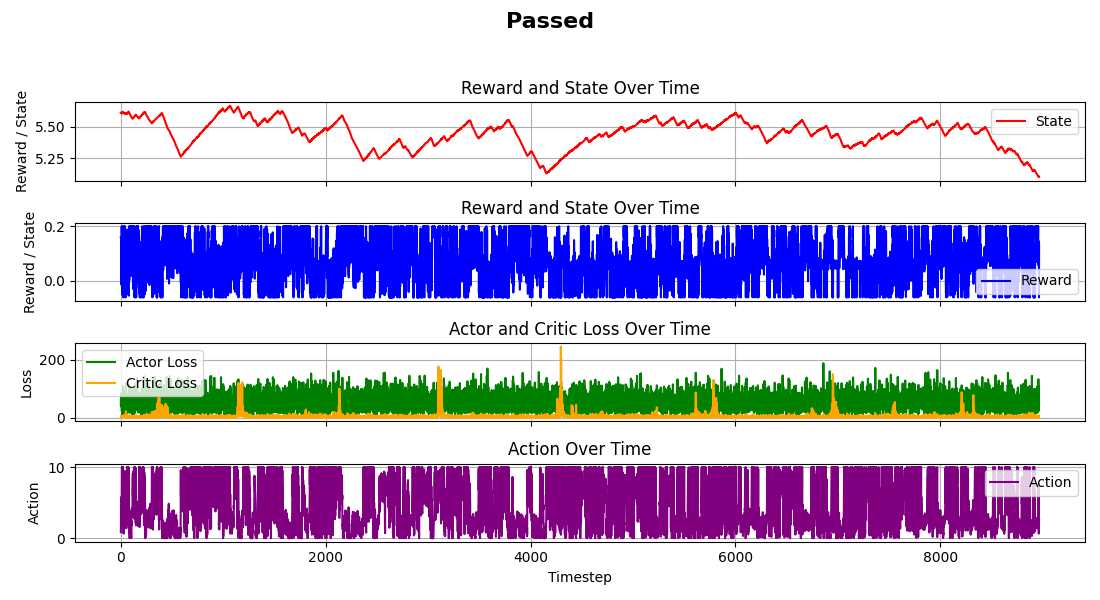 Passed
Reward and State Over Time
Reward / State
5.50
5.25
State
Reward and State Over Time
Reward / State
0.2
0.0
Reward
Actor and Critic Loss Over Time
Loss
200
0
Actor Loss
Critic Loss
Action Over Time
Action
10
0
Action
0 2000 4000 6000 8000
Timestep